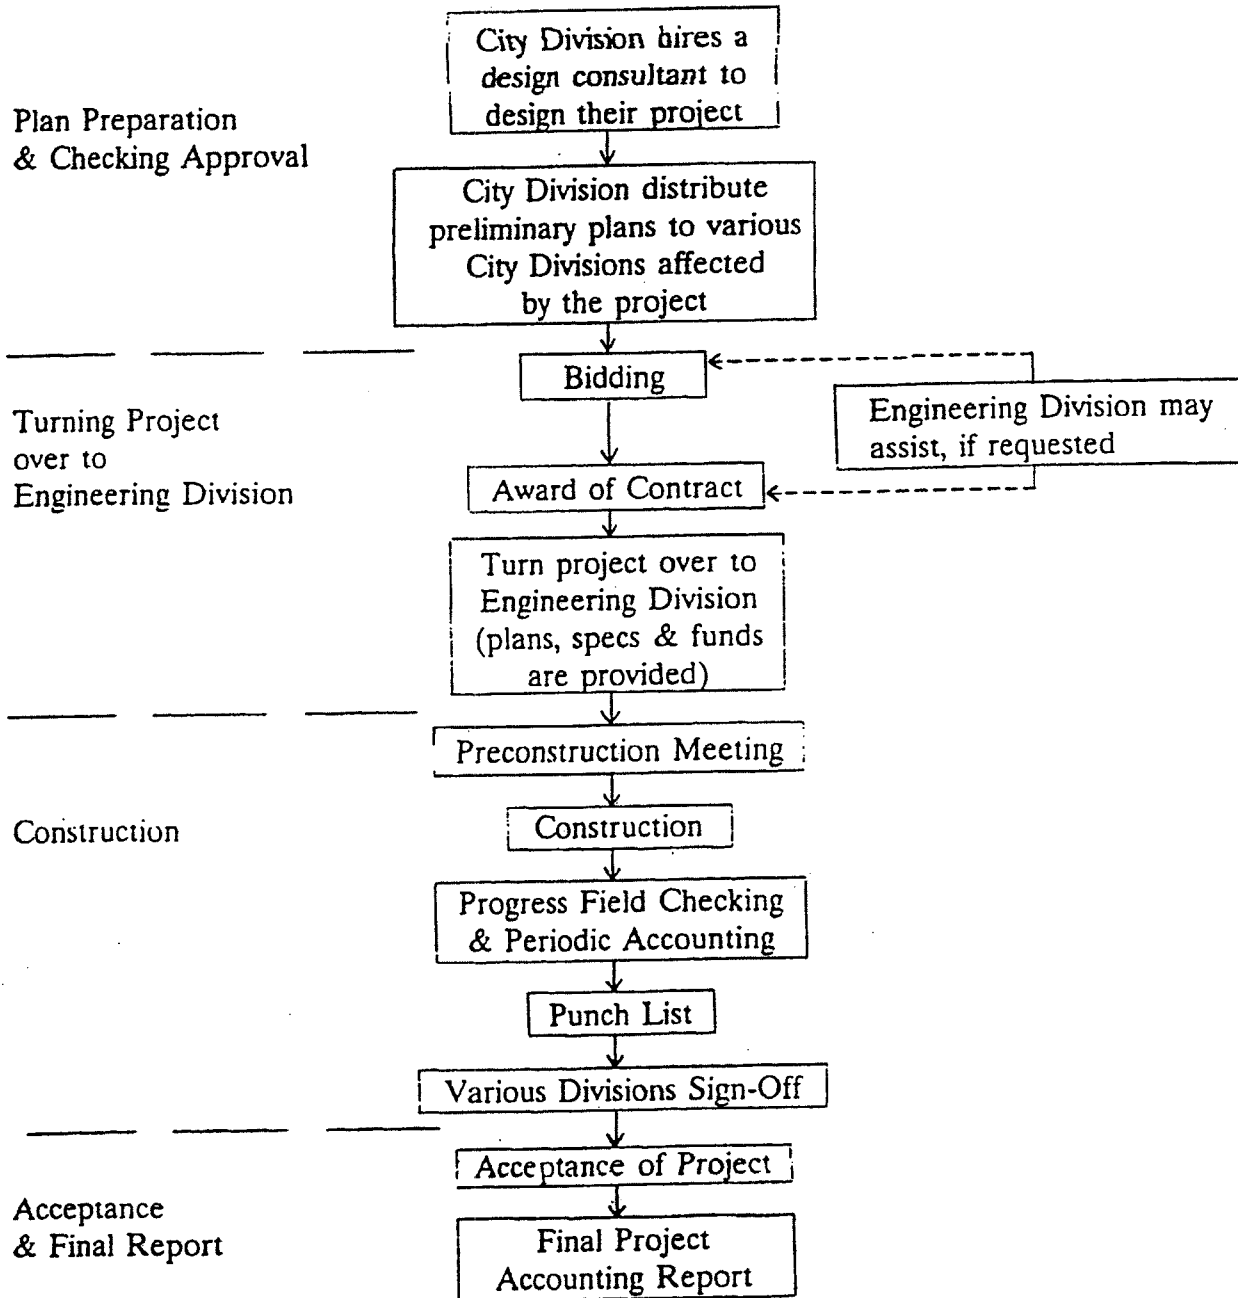 City Division hires a
design consultant to
design their project
Plan Preparation
& Checking Approval
City Division distribute
preliminary plans to various
City Divisions affected
by the project
Bidding
Engineering Division may
assist, if requested
Turning Project
over to
Engineering Division
Award of Contract
Turn project over to
Engineering Division
(plans, specs & funds
are provided)
Preconstruction Meeting
Construction
Construction
Progress Field Checking
& Periodic Accounting
Punch List
Various Divisions Sign-Off
Acceptance of Project
Acceptance
& Final Report
Final Project
Accounting Report